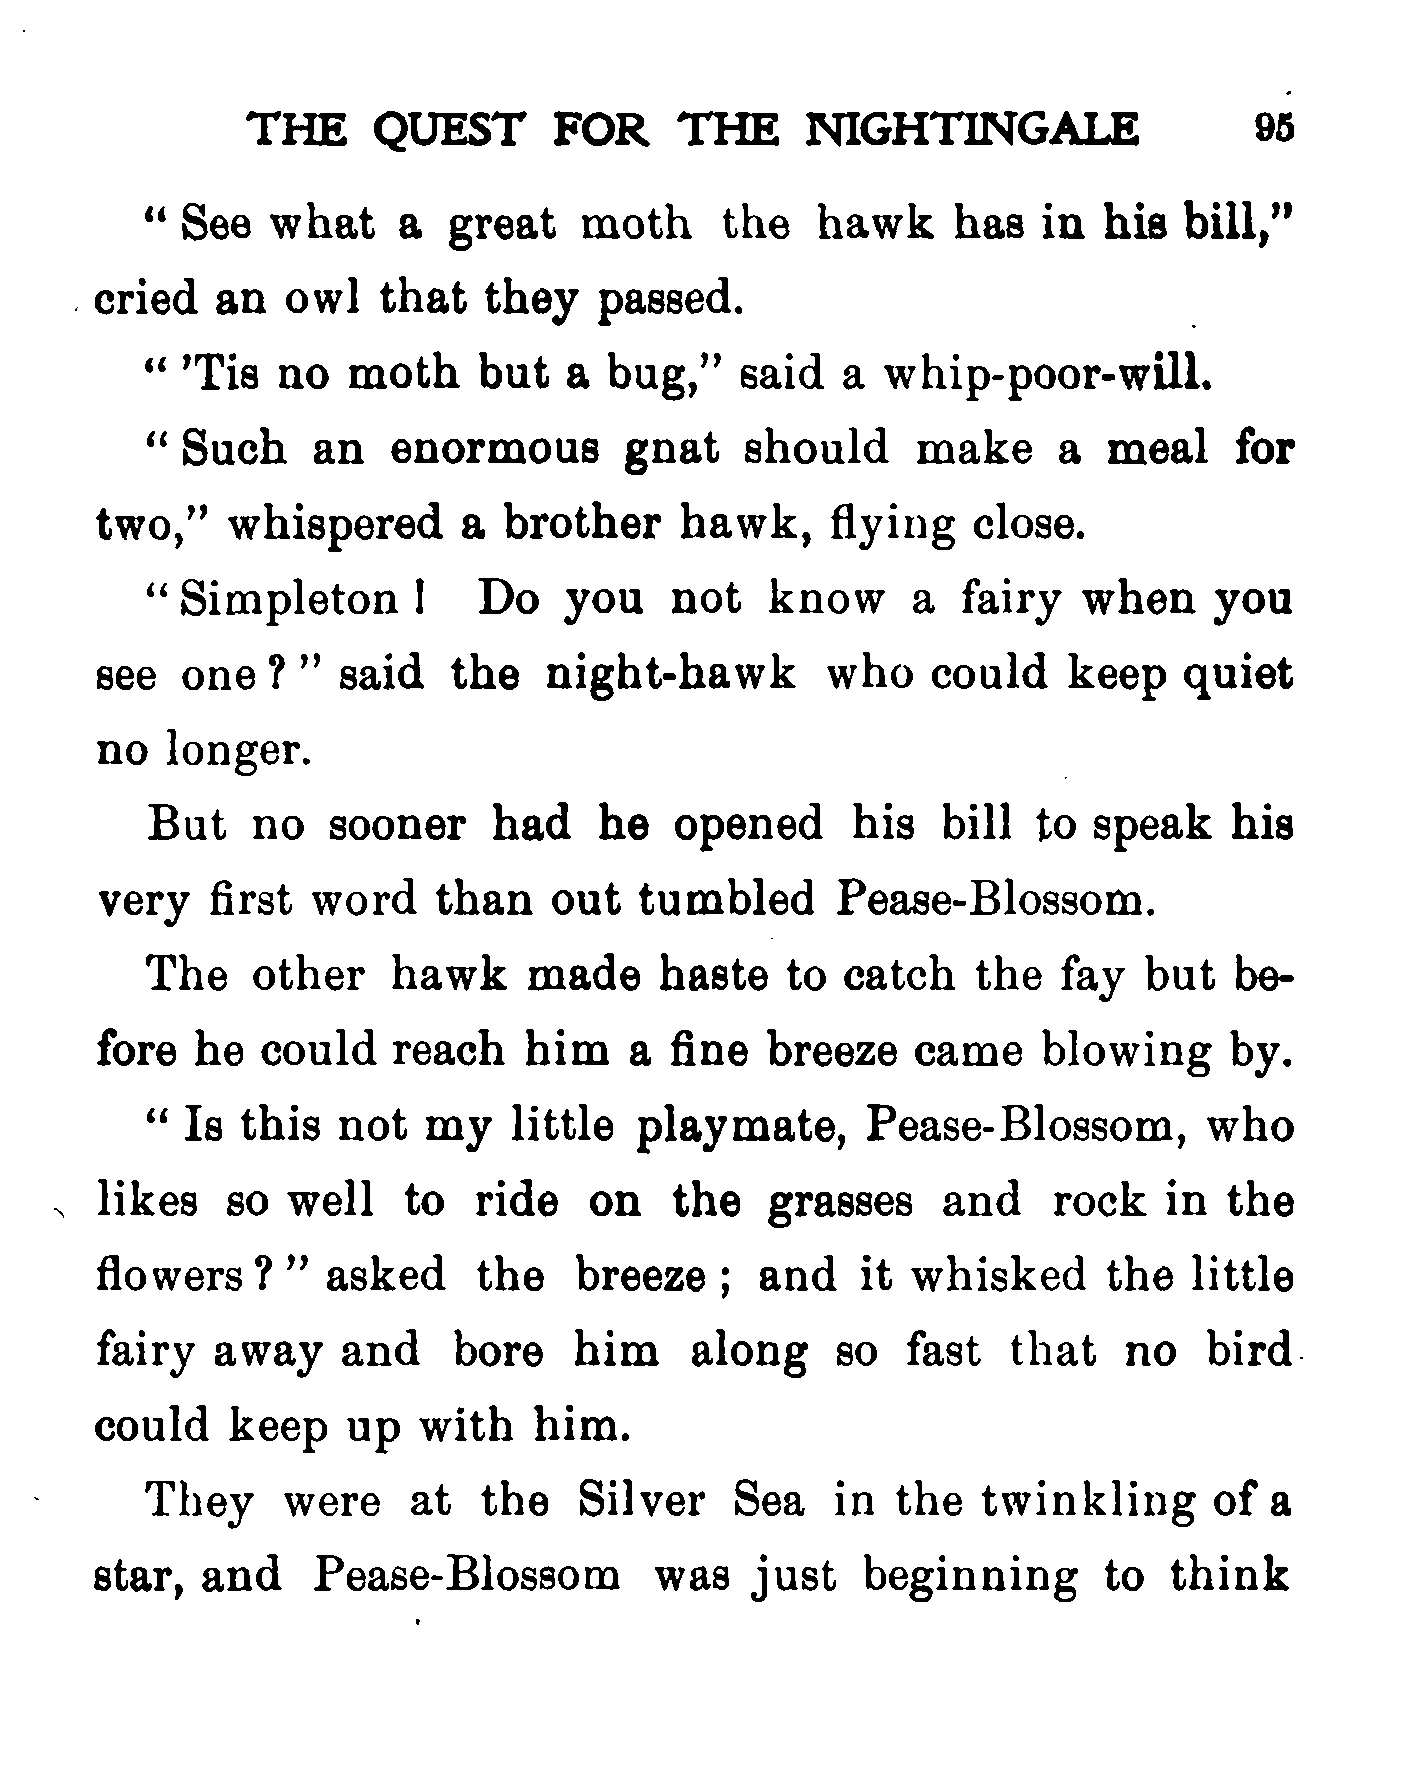 THE QUEST FOR THE NIGHTINGALE 95
“ See what a great moth the hawk has in his bill,”
cried an owl that they passed.
“ ’Tis no moth but a bug,” said a whip-poor-will.
“ Such an enormous gnat should make a meal for
two,” whispered a brother hawk, flying close.
“ Simpleton ! Do you not know a fairy when you
see one ? ” said the night-hawk who could keep quiet
no longer.
But no sooner had he opened his bill to speak his
very first word than out tumbled Pease-Blossom.
The other hawk made haste to catch the fay but be-
fore he could reach him a fine breeze came blowing by.
“ Is this not my little playmate, Pease-Blossom, who
likes so well to ride on the grasses and rock in the
flowers ? ” asked the breeze ; and it whisked the little
fairy away and bore him along so fast that no bird
could keep up with him.
They were at the Silver Sea in the twinkling of a
star, and Pease-Blossom was just beginning to think